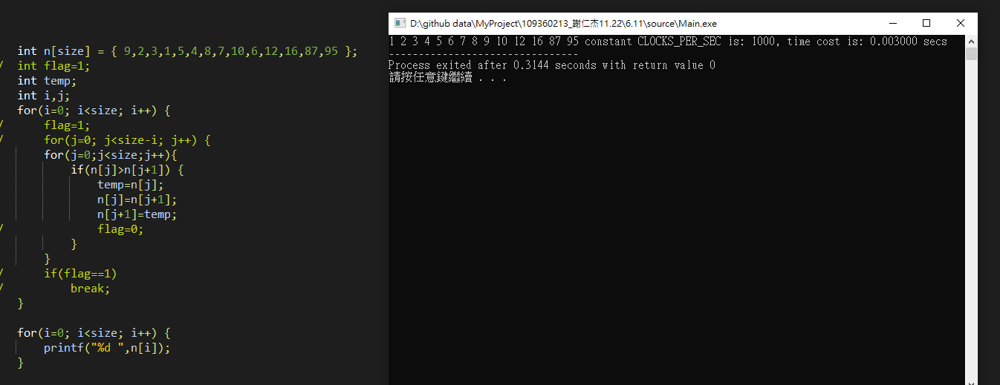 int n[size] = { 9,2,3,1,5,4,8,7,10,6,12,16,87,95 };
/ int flag=1;
int temp;
int i,j;
for(i=0; i<size; i++) {
/ flag=1;
/ for(j=0; j<size-i; j++) {
for(j=0;j<size;j++){
if(n[j]>n[j+1]) {
temp=n[j];
n[j]=n[j+1];
n[j+1]=temp;
/ flag=0;
}
}
/ if(flag==1)
/ break;
}
for(i=0; i<size; i++) {
printf("%d ",n[i]);
}
D:\github data\MyProject\109360213_謝仁杰11.22\6.11\source\Main.exe
1 2 3 4 5 6 7 8 9 10 12 16 87 95 constant CLOCKS_PER_SEC is: 1000, time cost is: 0.003000 secs
--------------------------------
Process exited after 0.3144 seconds with return value 0
請按任意鍵繼續 . . .